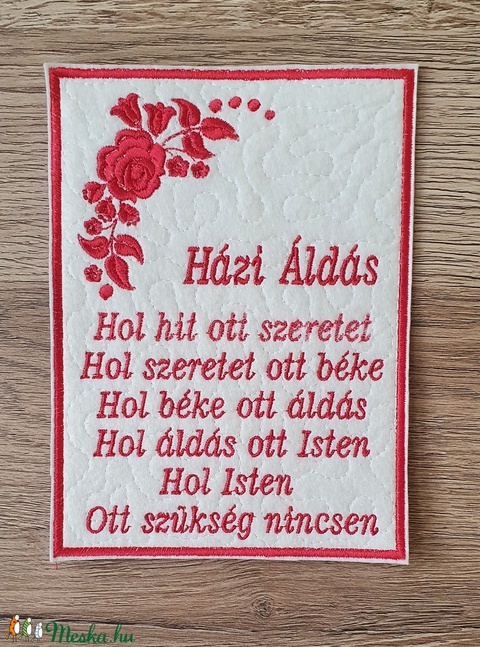 Házi Áldás
Hol hit ott szeretet
Hol szeretet ott béke
Hol béke ott áldás
Hol áldás ott Isten
Hol Isten
Ott szükség nincsen
Meska.hu